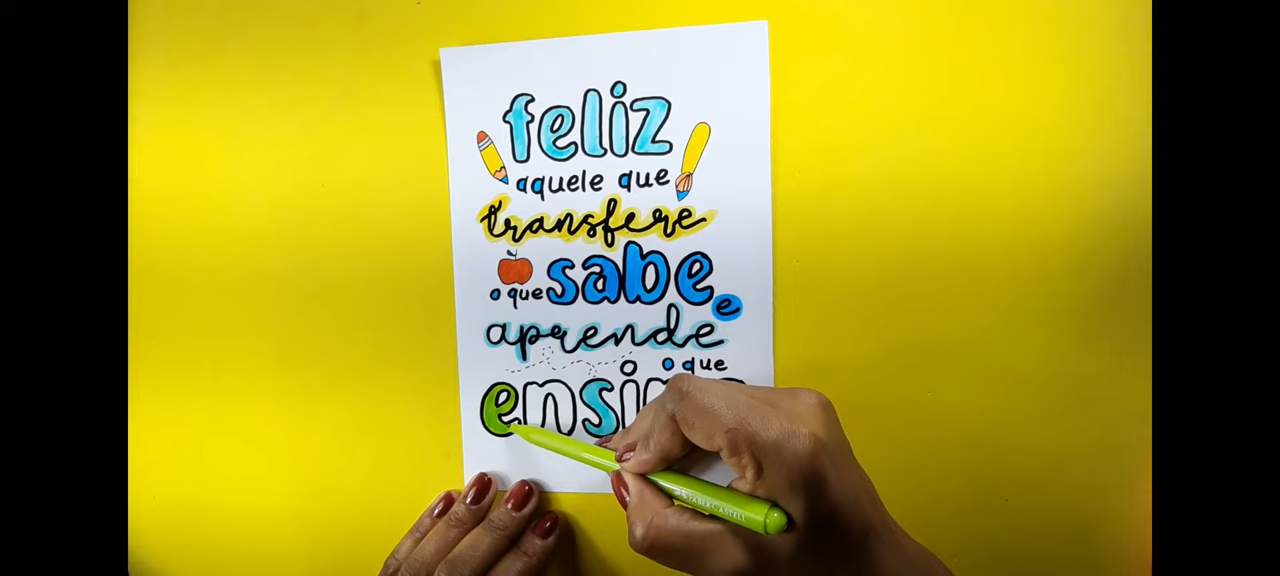 feliz
aquele que
transfere
o que sabe e
aprende
o que
FABER-CASTELL